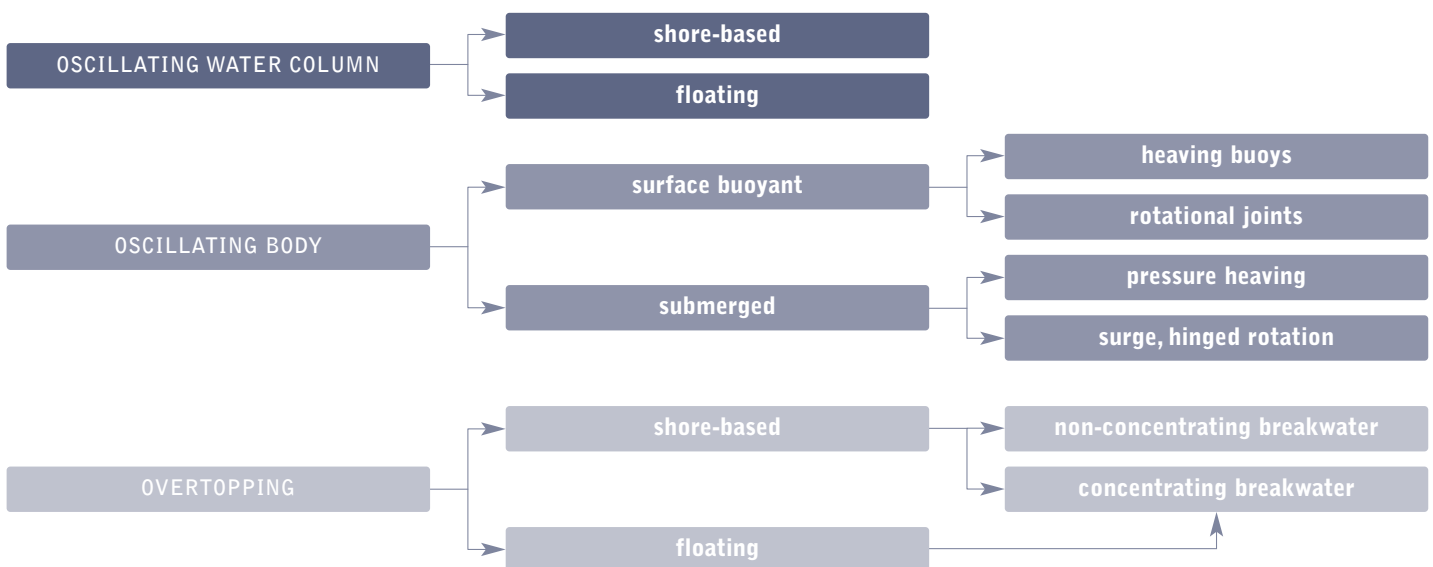 OSCILLATING WATER COLUMN
shore-based
floating
OSCILLATING BODY
surface buoyant
heaving buoys
rotational joints
submerged
pressure heaving
surge, hinged rotation
OVERTOPPING
shore-based
non-concentrating breakwater
concentrating breakwater
floating